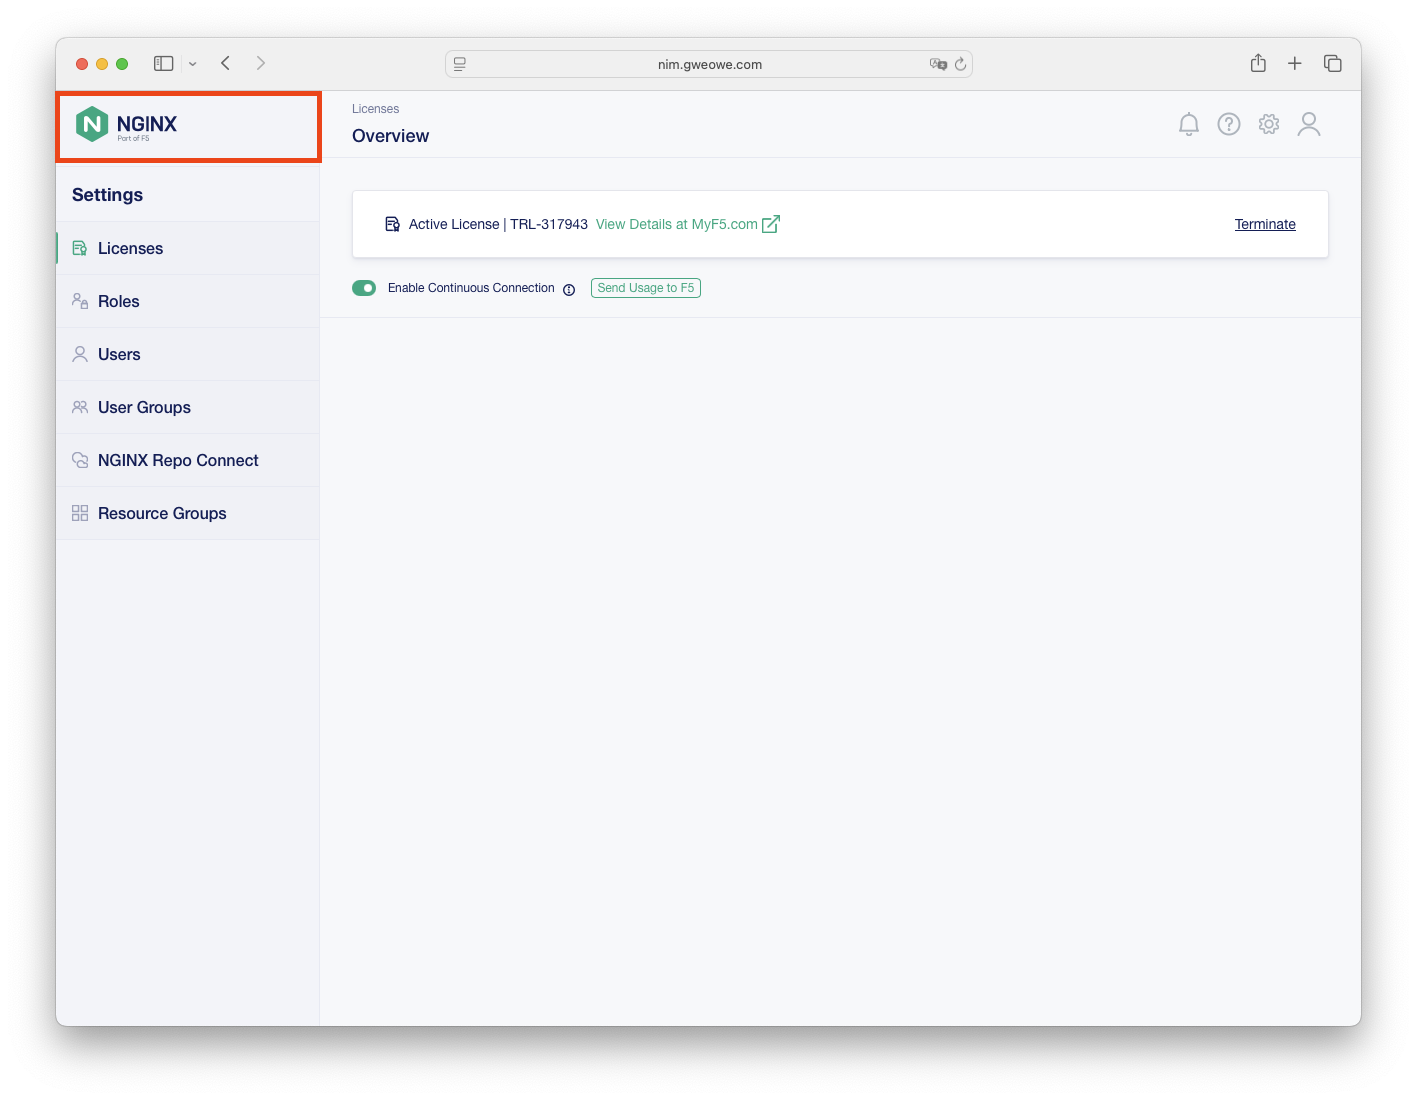 nim.gweowe.com
NGINX
Part of F5
Licenses
Overview
Settings
Licenses
Roles
Users
User Groups
NGINX Repo Connect
Resource Groups
Active License | TRL-317943 View Details at MyF5.com
Terminate
Enable Continuous Connection
Send Usage to F5